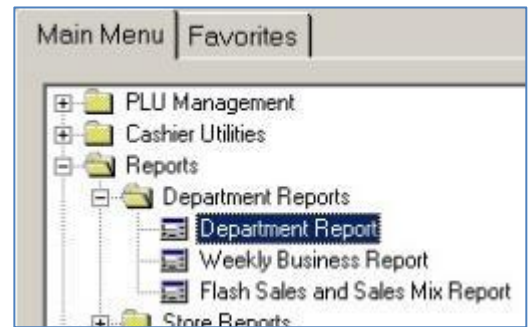 Main Menu Favorites
PLU Management
Cashier Utilities
Reports
Department Reports
Department Report
Weekly Business Report
Flash Sales and Sales Mix Report
Store Reports